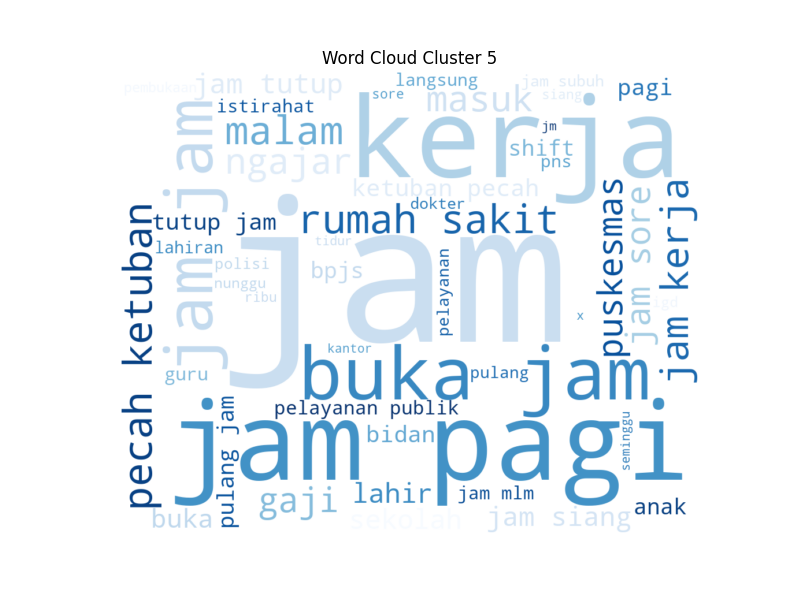 Word Cloud Cluster 5
pembukaan
jam tutup
langsung
jam subuh
pagi
sore
masuk
siang
istirahat
jam jam
malam
kerja
jm
shift
pns
ngajar
ketuban pecah
dokter
tutup jam
rumah sakit
puskesmas
jam sore
jam kerja
pecah ketuban
lahiran
tidur
polisi
bpjs
pelayanan
nunggu
ribu
jam
igd
x
kantor
guru
buka jam
pulang
pelayanan publik
pulang jam
jam pagi
bidan
seminggu
gaji
lahir
jam mlm
anak
buka
sekolah
jam siang